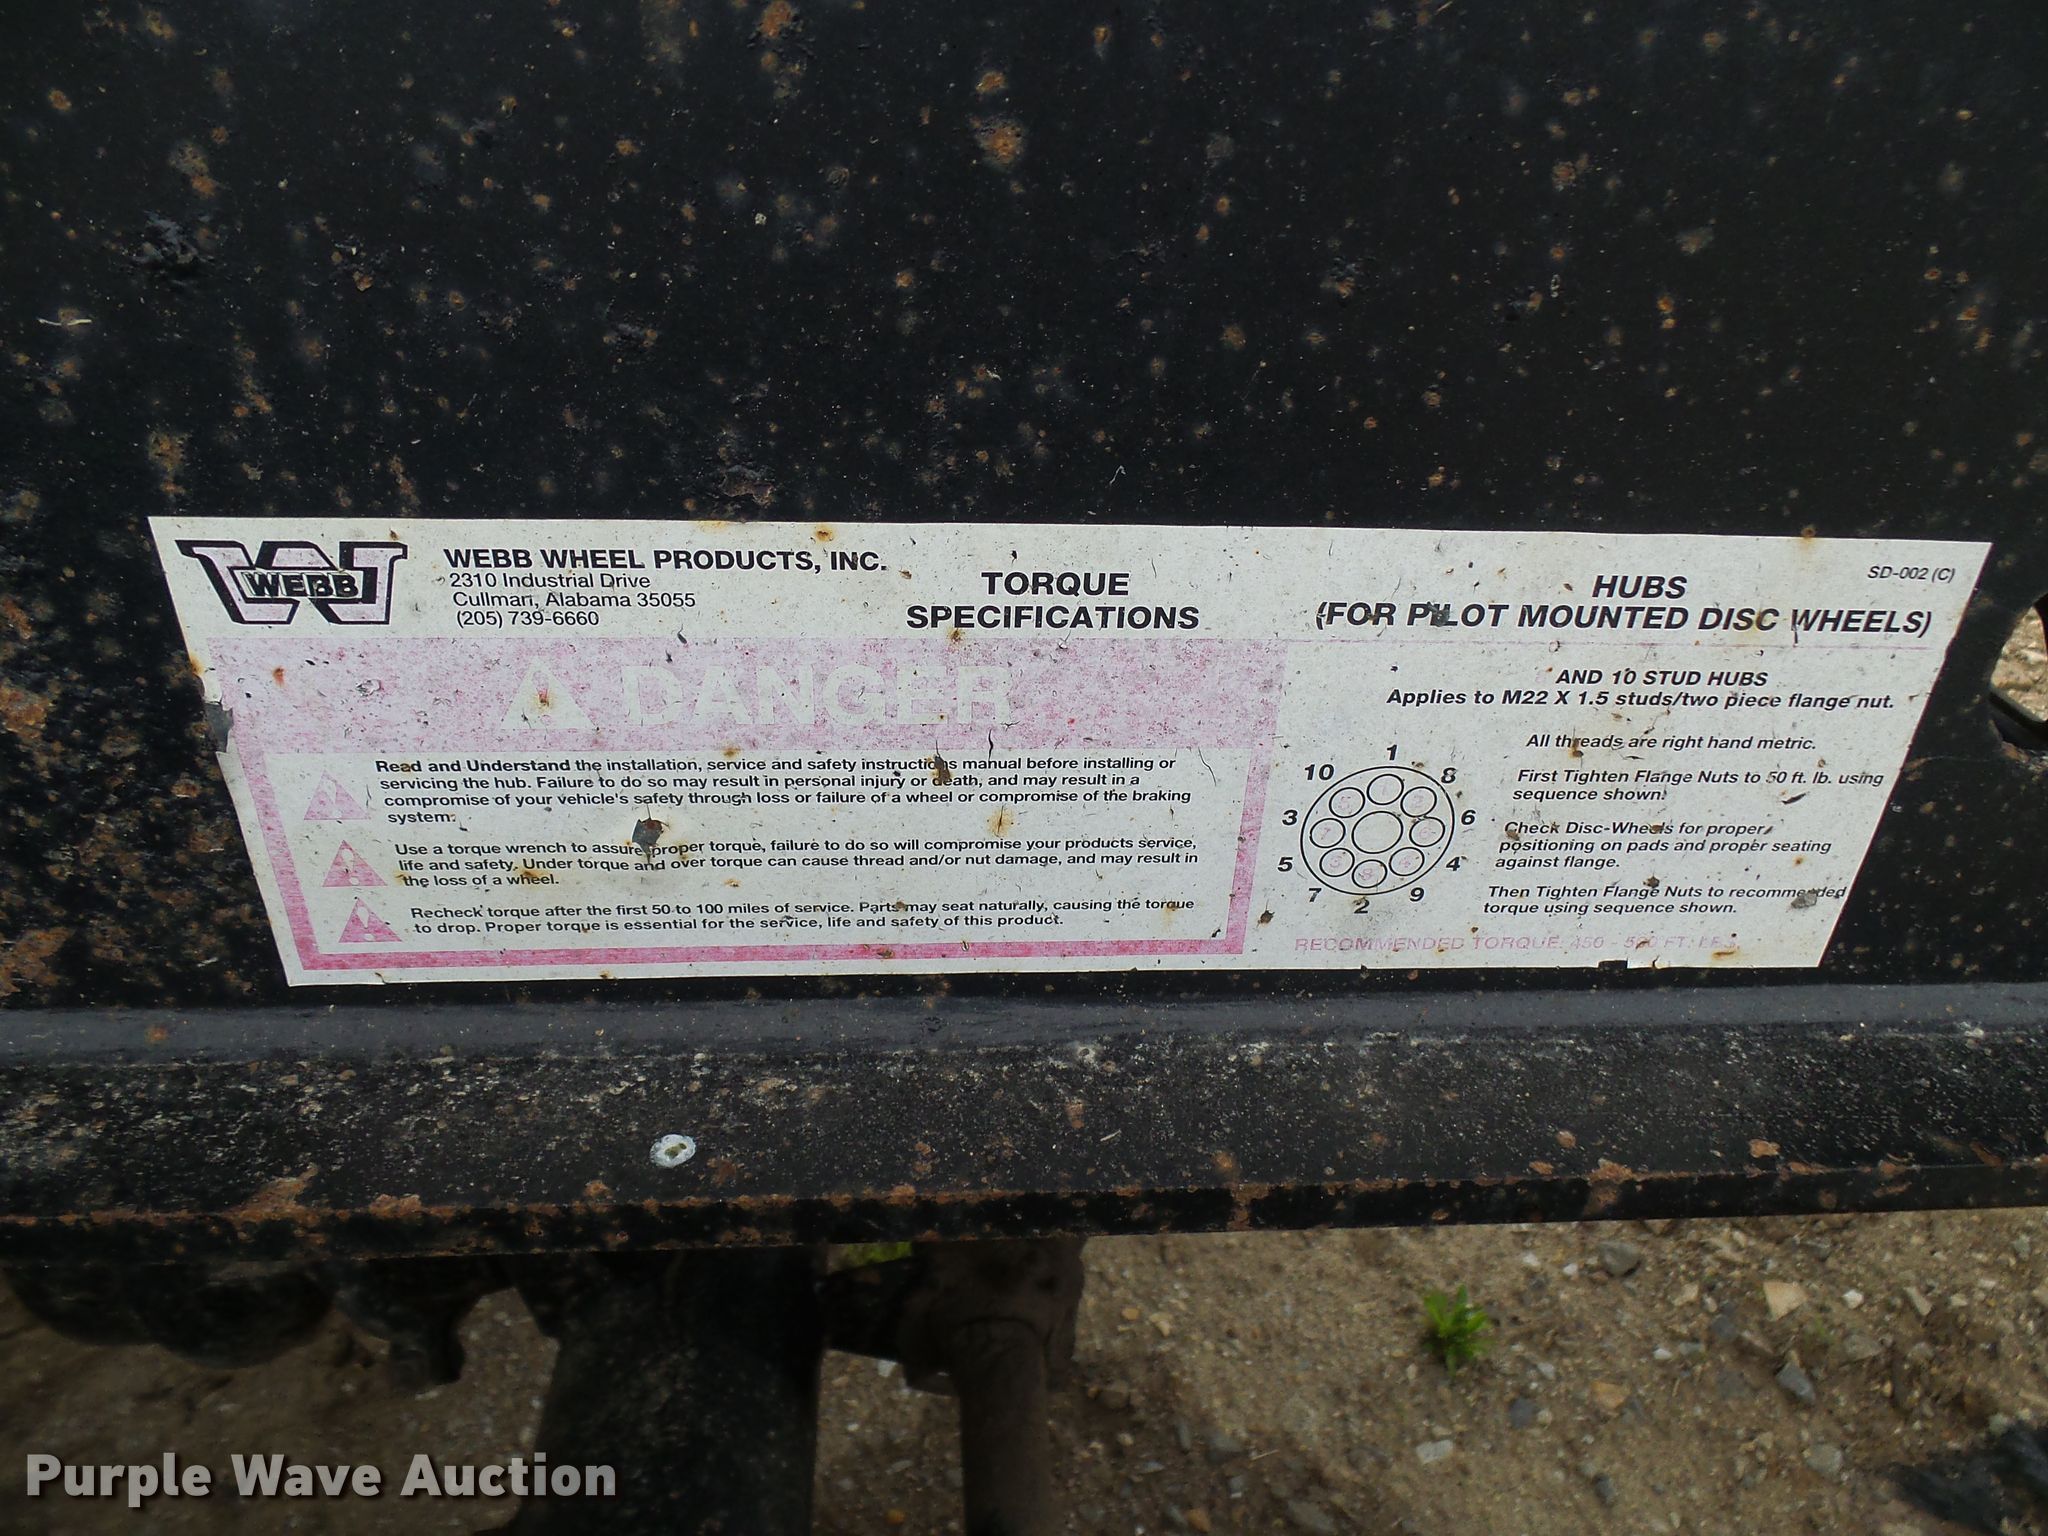 WEBB
WEBB WHEEL PRODUCTS, INC.
2310 Industrial Drive
Cullman, Alabama 35055
(205) 739-6660
TORQUE
SPECIFICATIONS
SD-002 (C)
HUBS
(FOR PILOT MOUNTED DISC WHEELS)
DANGER
Read and Understand the installation, service and safety instructions manual before installing or
servicing the hub. Failure to do so may result in personal injury or death, and may result in a
compromise of your vehicle's safety through loss or failure of a wheel or compromise of the braking
system.
Use a torque wrench to assure proper torque, failure to do so will compromise your products service,
life and safety. Under torque and over torque can cause thread and/or nut damage, and may result in
the loss of a wheel.
Recheck torque after the first 50 to 100 miles of service. Parts may seat naturally, causing the torque
to drop. Proper torque is essential for the service, life and safety of this product.
AND 10 STUD HUBS
Applies to M22 X 1.5 studs/two piece flange nut.
1
10 8
3 6
5 4
7 2 9
All threads are right hand metric.
First Tighten Flange Nuts to 50 ft. lb. using
sequence shown.
Check Disc-Wheels for proper
positioning on pads and proper seating
against flange.
Then Tighten Flange Nuts to recommended
torque using sequence shown.
RECOMMENDED TORQUE: 450 - 500 FT.
Purple Wave Auction